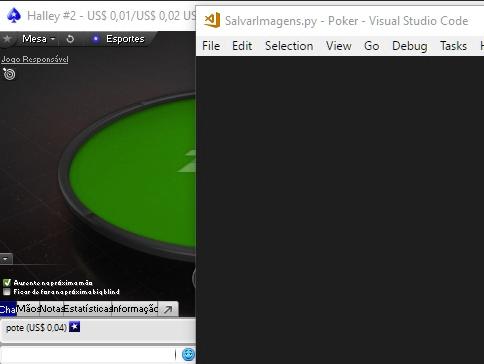 Halley #2 - US$ 0,01/US$ 0,02 US
SalvarImagens.py - Poker - Visual Studio Code
Mesa
Esportes
File Edit Selection View Go Debug Tasks H
Jogo Responsável
Aumente na próxima mão
Ficar de fora na próxima big blind
Cha Mãos Notas Estatísticas Informação
pote (US$ 0,04)